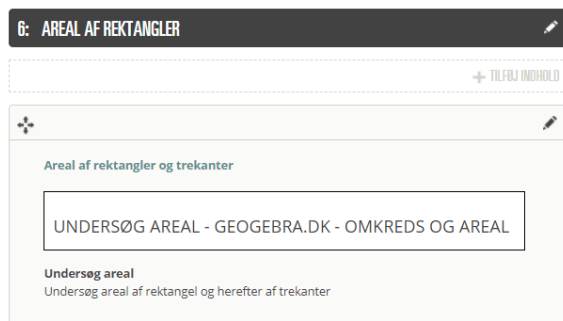 6: AREAL AF REKTANGLER
TILFØJ INDHOLD
Areal af rektangler og trekanter
UNDERSØG AREAL - GEOGEBRA.DK - OMKREDS OG AREAL
Undersøg areal
Undersøg areal af rektangel og herefter af trekanter